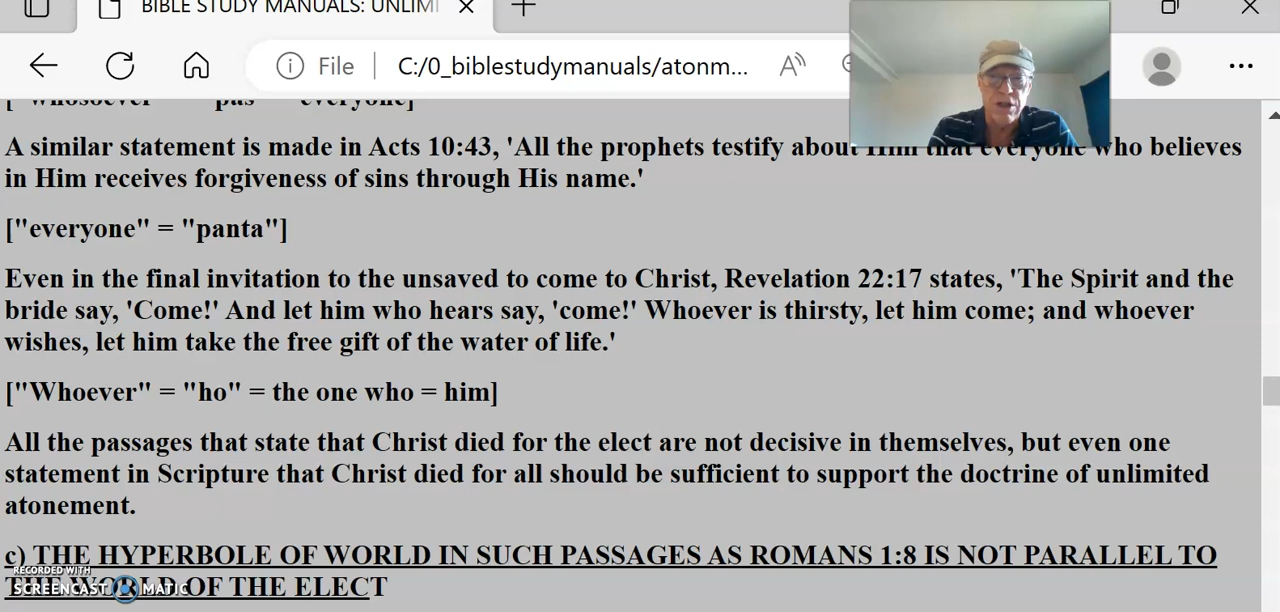 BIBLE STUDY MANUALS: UNLIMI
File
C:/0_biblestudymanuals/atonm...
["whosoever" = "pas" = everyone]
A similar statement is made in Acts 10:43, 'All the prophets testify about Him that everyone who believes
in Him receives forgiveness of sins through His name.'
["everyone" = "panta"]
Even in the final invitation to the unsaved to come to Christ, Revelation 22:17 states, 'The Spirit and the
bride say, 'Come!' And let him who hears say, 'come!' Whoever is thirsty, let him come; and whoever
wishes, let him take the free gift of the water of life.'
["Whoever" = "ho" = the one who = him]
All the passages that state that Christ died for the elect are not decisive in themselves, but even one
statement in Scripture that Christ died for all should be sufficient to support the doctrine of unlimited
atonement.
c) THE HYPERBOLE OF WORLD IN SUCH PASSAGES AS ROMANS 1:8 IS NOT PARALLEL TO
RECORDED WITH
THE WORLD OF THE ELECT
SCREENCAST MATIC